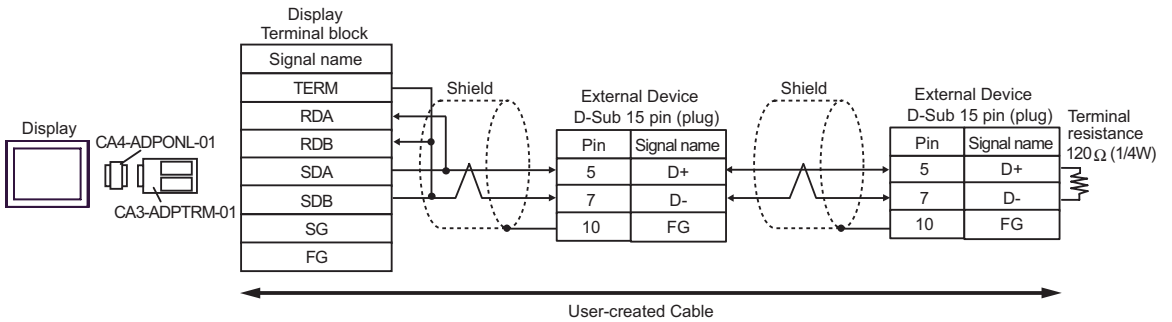 Display
CA4-ADPONL-01
CA3-ADPTRM-01
Display
Terminal block
Signal name
TERM
RDA
RDB
SDA
SDB
SG
FG
Shield
External Device
D-Sub 15 pin (plug)
Pin Signal name
5 D+
7 D-
10 FG
Shield
External Device
D-Sub 15 pin (plug)
Pin Signal name
5 D+
7 D-
10 FG
Terminal
resistance
120Ω (1/4W)
User-created Cable